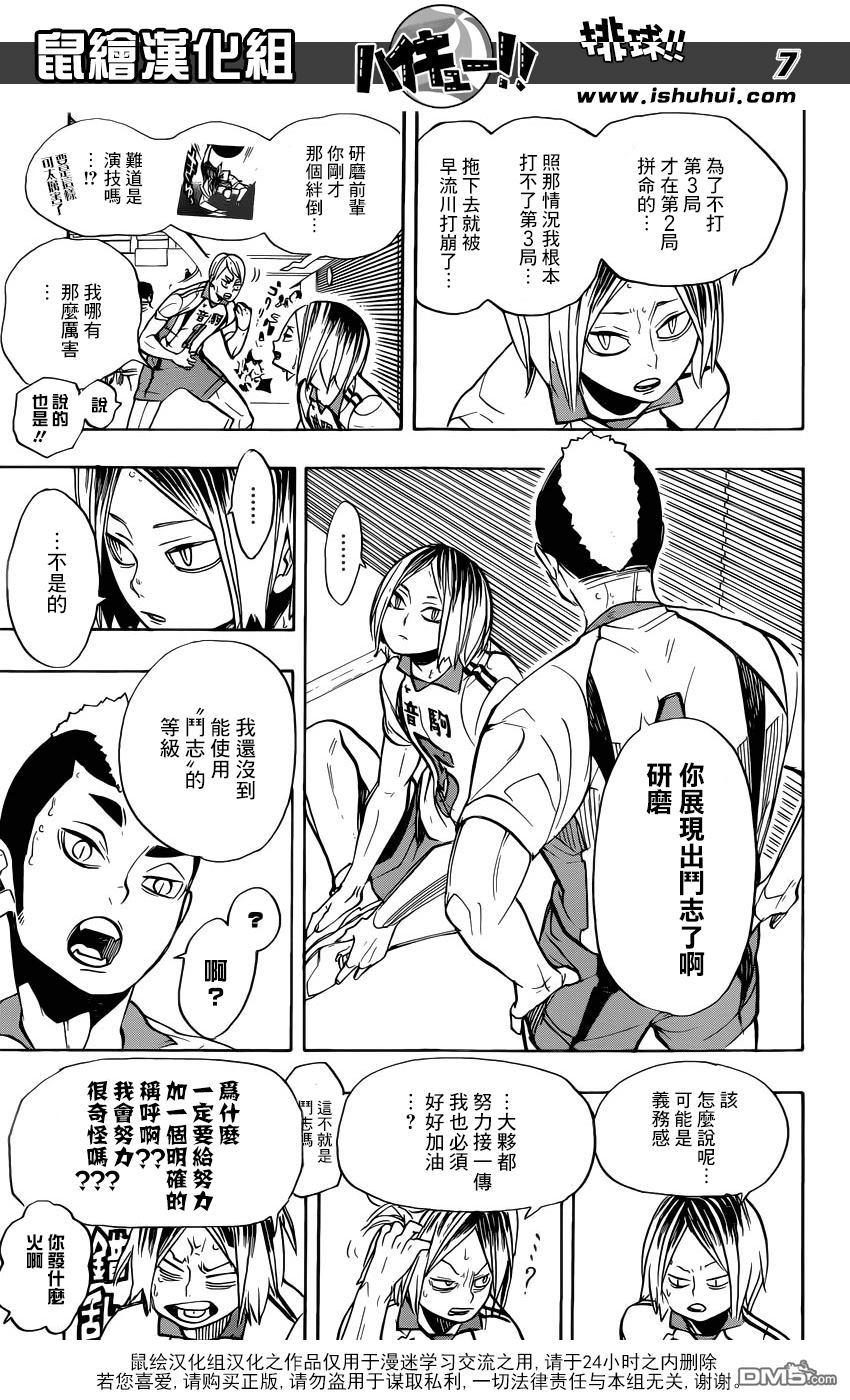 鼠繪漢化組
ハイキュー!!
排球!!
7
www.ishuhui.com
為了不打
第3局
才在第2局
拼命的…
照那情況我根本
打不了第3局…
拖下去就被
早流川打崩了…
研磨前輩
你剛才
那個絆倒…
難道是
演技嗎
…!?
要是這樣
可太厲害了
我哪有
那麼厲害
…
說
說的
也是!!
音駒
你展現出鬥志了啊
研磨
……
……
…不是的
我還沒到
能使用
〝鬥志〞的
等級
?
啊?
該
怎麼說呢…
可能是
義務感
…大夥都
努力接一傳
我也必須
好好加油
…?
?
這不就是
鬥志嗎
為什麼
一定要給努力
加一個明確的
稱呼啊??
我會努力
很奇怪嗎???
錯亂
你發什麼
火啊
鼠绘汉化组汉化之作品仅用于漫迷学习交流之用, 请于24小时之内删除
若您喜爱, 请购买正版, 请勿盗用于谋取私利, 一切法律责任与本组无关, 谢谢。
DM5.com